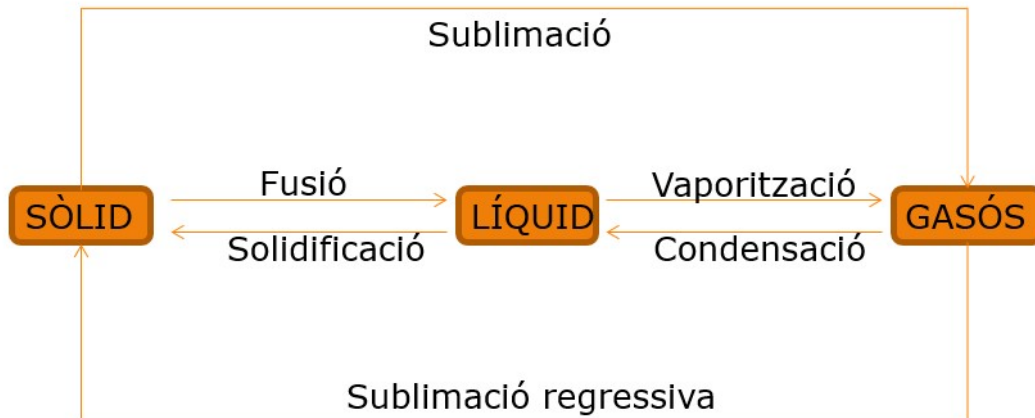 Sublimació
Fusió
Vaporització
SÒLID
LÍQUID
GASÓS
Solidificació
Condensació
Sublimació regressiva